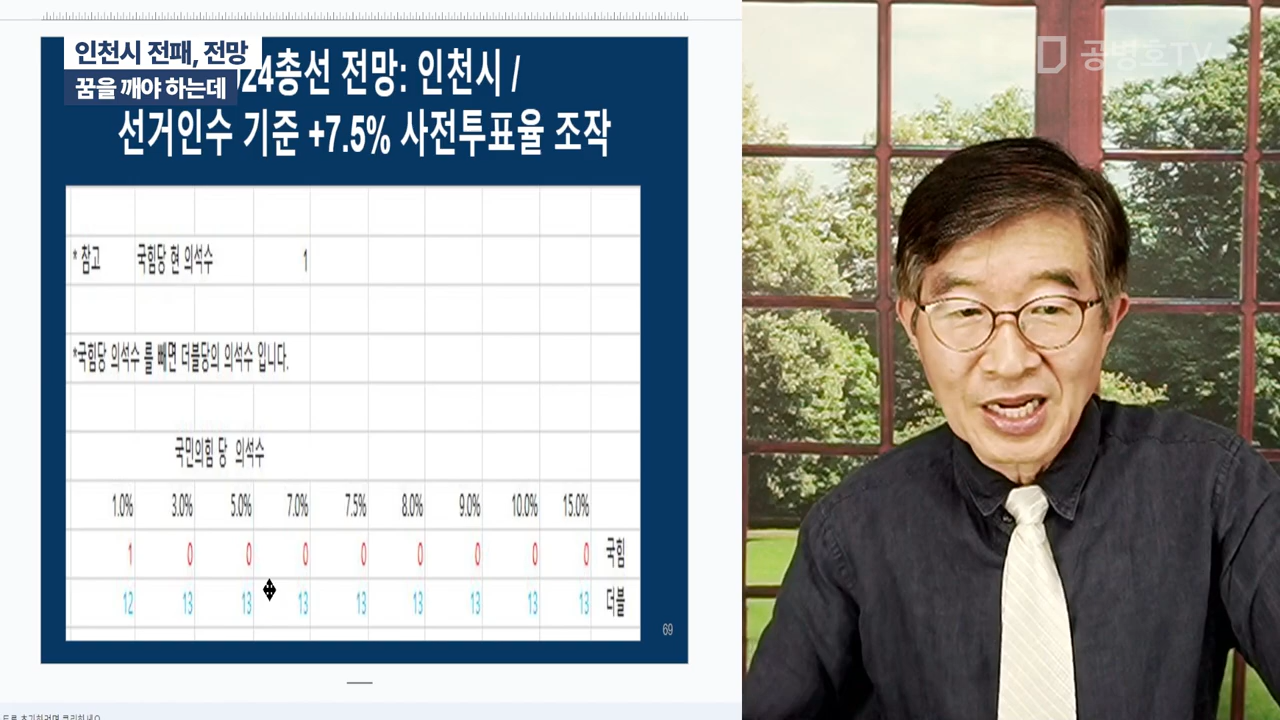 인천시 전패, 전망
꿈을 깨야 하는데
24총선 전망: 인천시 /
선거인수 기준 +7.5% 사전투표율 조작
* 참고 국힘당 현 의석수 1
*국힘당 의석수 를 빼면 더블당의 의석수 입니다.
국민의힘 당 의석수
1.0% 3.0% 5.0% 7.0% 7.5% 8.0% 9.0% 10.0% 15.0%
1 0 0 0 0 0 0 0 0 국힘
12 13 13 13 13 13 13 13 13 더블
69
공병호TV